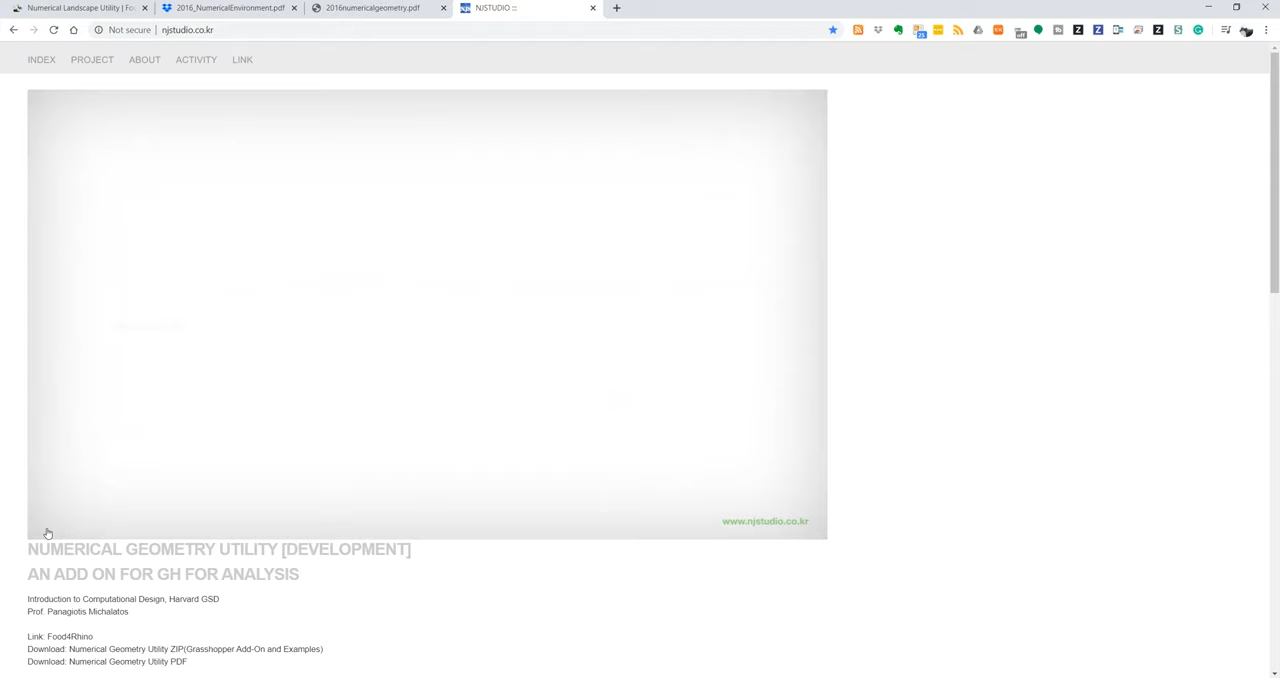 Numerical Landscape Utility | Fo
2016_NumericalEnvironment.pdf
2016numericalgeometry.pdf
NJSTUDIO ::
Not secure | njstudio.co.kr
INDEX PROJECT ABOUT ACTIVITY LINK
www.njstudio.co.kr
NUMERICAL GEOMETRY UTILITY [DEVELOPMENT]
AN ADD ON FOR GH FOR ANALYSIS
Introduction to Computational Design, Harvard GSD
Prof. Panagiotis Michalatos
Link: Food4Rhino
Download: Numerical Geometry Utility ZIP(Grasshopper Add-On and Examples)
Download: Numerical Geometry Utility PDF